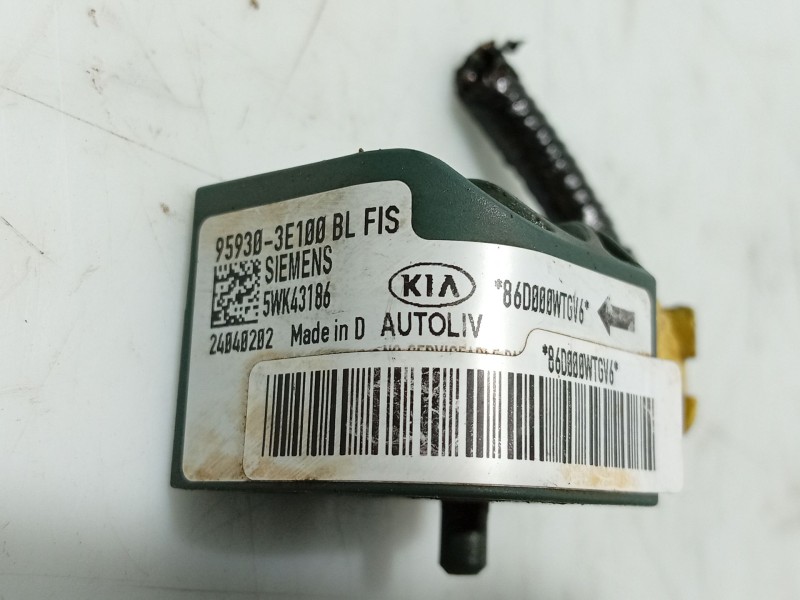 95930-3E100 BL FIS
SIEMENS
5WK43186
KIA
*86D000WTGV6*
24040202 Made in D AUTOLIV
*86D000WTGV6*